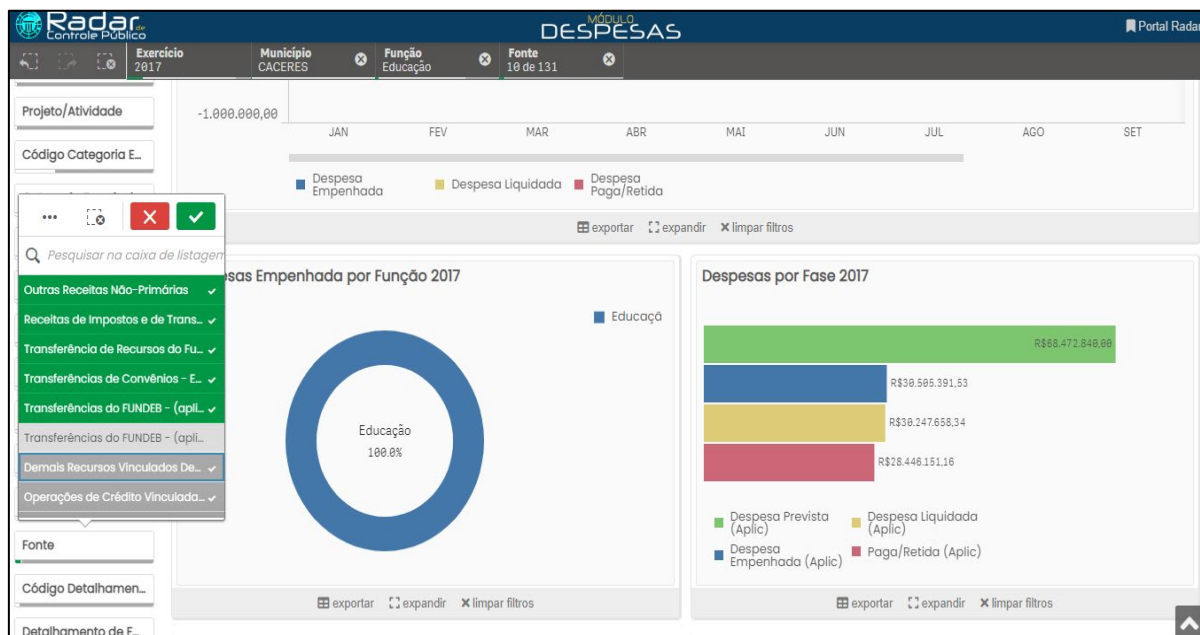 Radar de
Controle Público
MÓDULO
DESPESAS
Portal Radar
Exercício
2017
Município
CACERES
Função
Educação
Fonte
10 de 131
Projeto/Atividade
Código Categoria E...
-1.000.000,00
JAN FEV MAR ABR MAI JUN JUL AGO SET
Despesa Empenhada
Despesa Liquidada
Despesa Paga/Retida
exportar expandir limpar filtros
Pesquisar na caixa de listagem
Outras Receitas Não-Primárias
Receitas de Impostos e de Trans...
Transferência de Recursos do Fu...
Transferências de Convênios - E...
Transferências do FUNDEB - (apli...
Transferências do FUNDEB - (apli...
Demais Recursos Vinculados De...
Operações de Crédito Vinculada...
Fonte
Código Detalhamen...
Detalhamento de F...
esas Empenhada por Função 2017
Educaçã
Educação
100.0%
exportar expandir limpar filtros
Despesas por Fase 2017
R$68.472.840,00
R$30.505.391,53
R$30.247.658,34
R$28.446.151,16
Despesa Prevista (Aplic)
Despesa Liquidada (Aplic)
Despesa Empenhada (Aplic)
Paga/Retida (Aplic)
exportar expandir limpar filtros